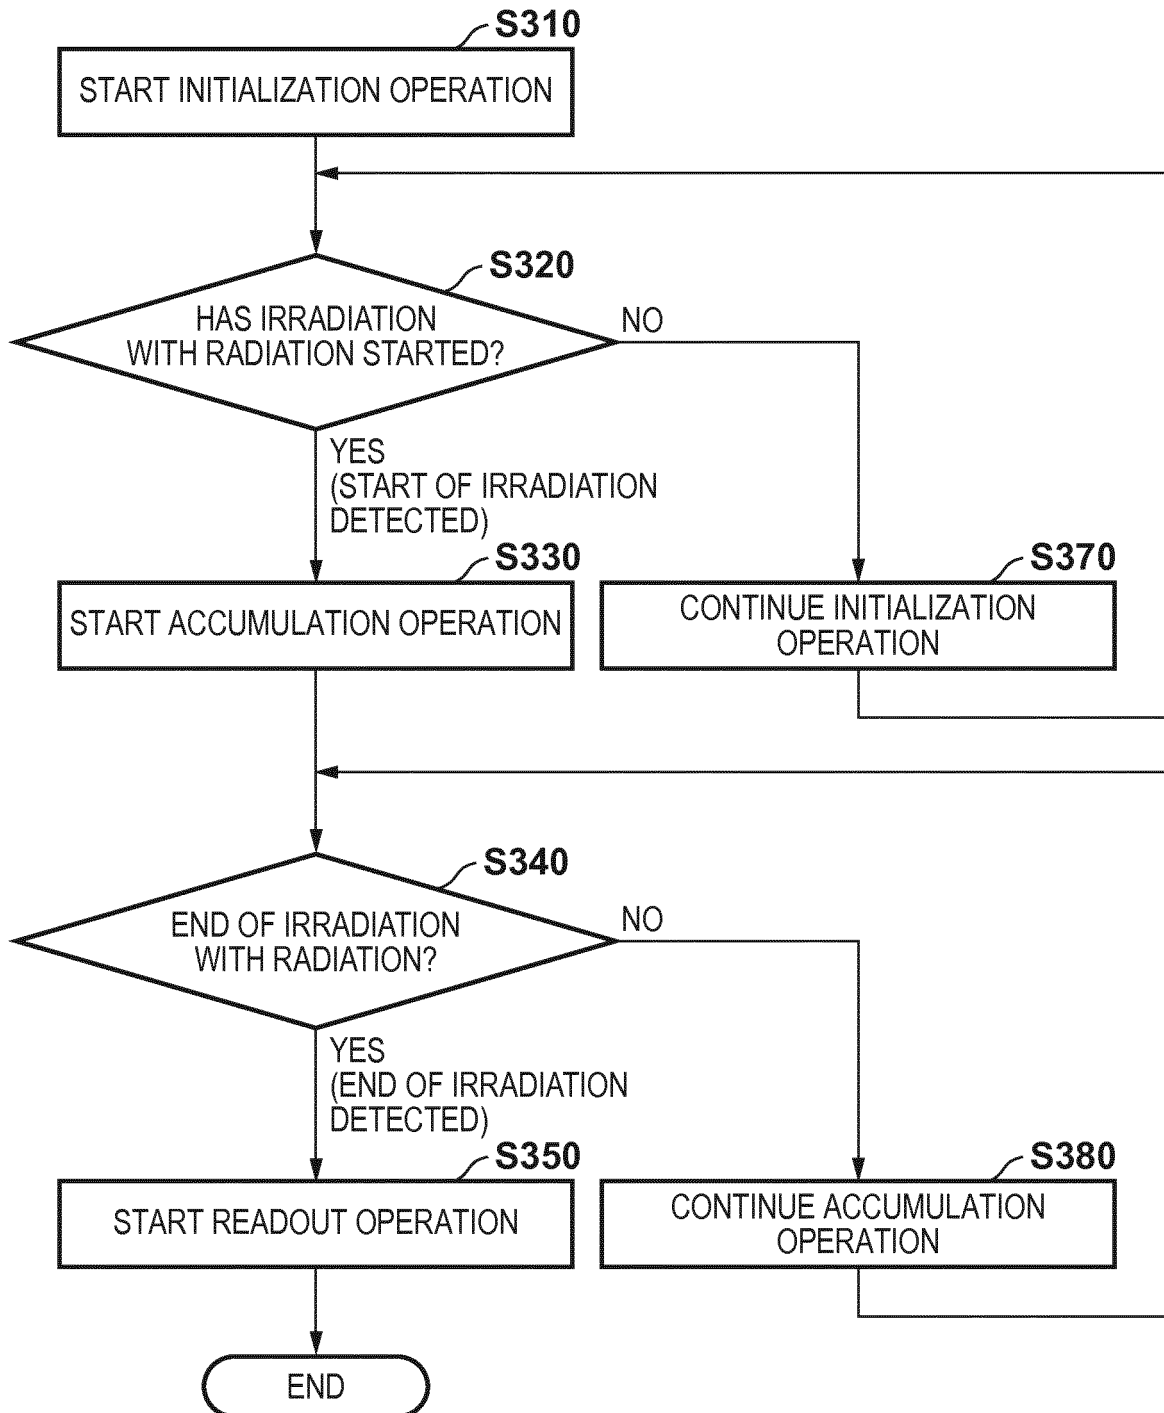 S310
START INITIALIZATION OPERATION
S320
HAS IRRADIATION
WITH RADIATION STARTED?
NO
YES
(START OF IRRADIATION
DETECTED)
S330
START ACCUMULATION OPERATION
S370
CONTINUE INITIALIZATION
OPERATION
S340
END OF IRRADIATION
WITH RADIATION?
NO
YES
(END OF IRRADIATION
DETECTED)
S350
START READOUT OPERATION
S380
CONTINUE ACCUMULATION
OPERATION
END